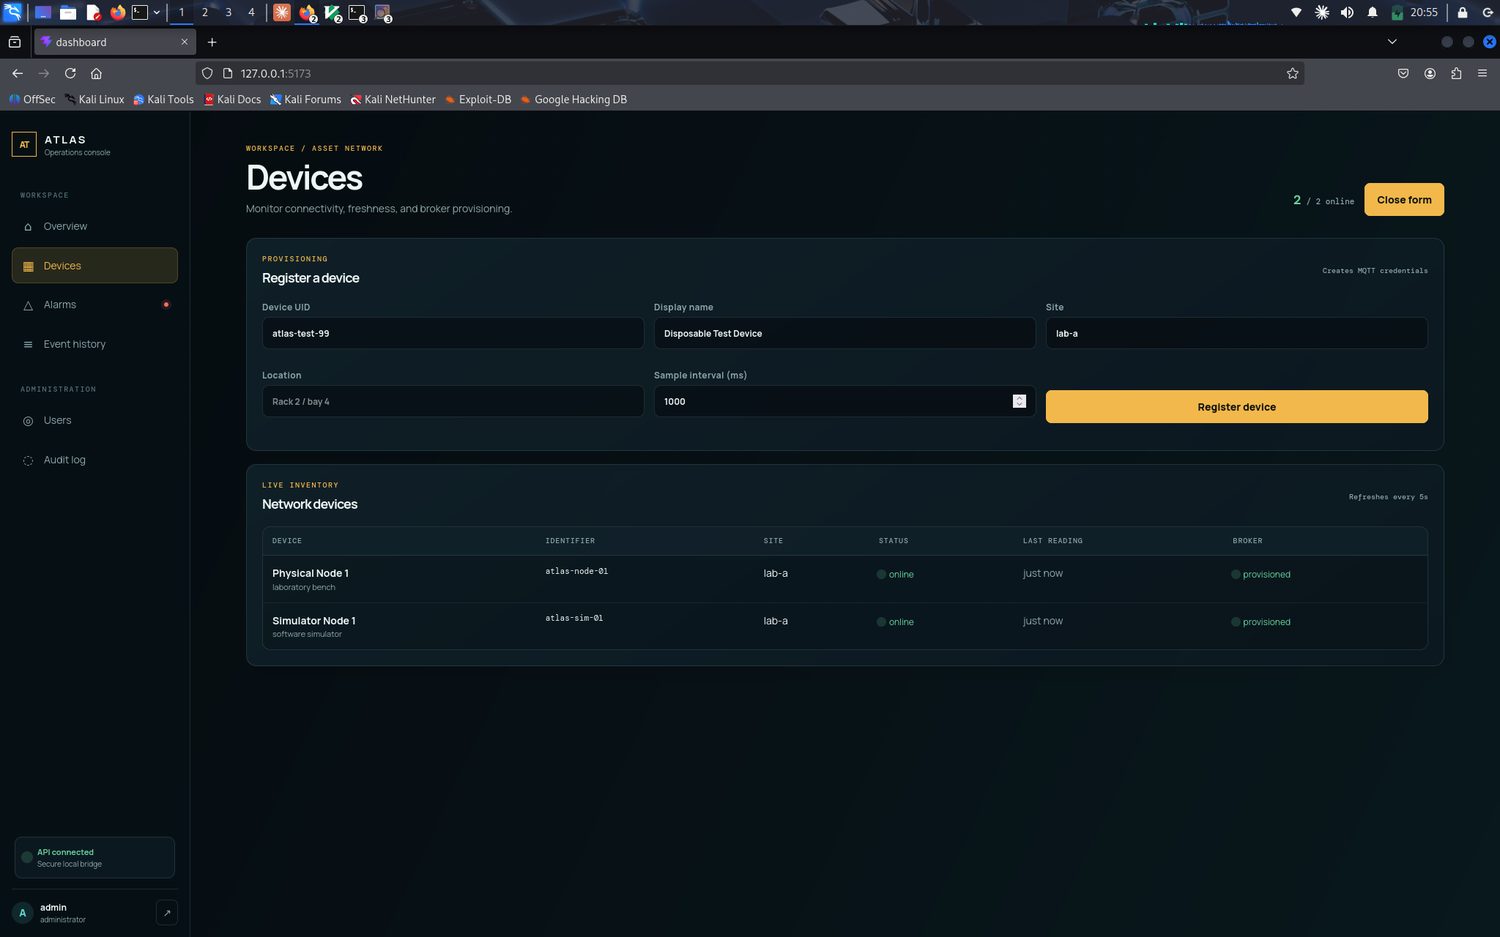 1 2 3 4 2 2 3 3 20:55
dashboard
127.0.0.1:5173
OffSec Kali Linux Kali Tools Kali Docs Kali Forums Kali NetHunter Exploit-DB Google Hacking DB
AT
ATLAS
Operations console
WORKSPACE
Overview
Devices
Alarms
Event history
ADMINISTRATION
Users
Audit log
API connected
Secure local bridge
A
admin
administrator
WORKSPACE / ASSET NETWORK
Devices
Monitor connectivity, freshness, and broker provisioning.
2 / 2 online
Close form
PROVISIONING
Register a device
Creates MQTT credentials
Device UID Display name Site
atlas-test-99 Disposable Test Device lab-a
Location Sample interval (ms)
Rack 2 / bay 4 1000
Register device
LIVE INVENTORY
Network devices
Refreshes every 5s
DEVICE IDENTIFIER SITE STATUS LAST READING BROKER
Physical Node 1 atlas-node-01 lab-a online just now provisioned
laboratory bench
Simulator Node 1 atlas-sim-01 lab-a online just now provisioned
software simulator